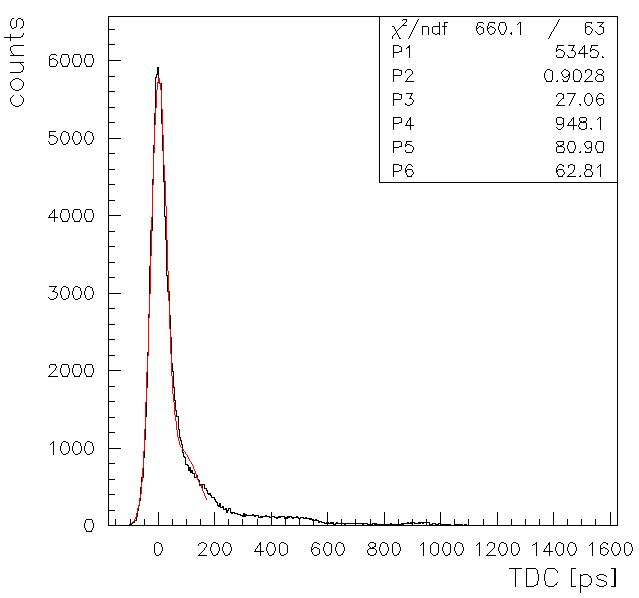 counts
χ²/ndf 660.1 / 63
P1 5345.
P2 0.9028
P3 27.06
P4 948.1
P5 80.90
P6 62.81
6000
5000
4000
3000
2000
1000
0
0 200 400 600 800 1000 1200 1400 1600
TDC [ps]